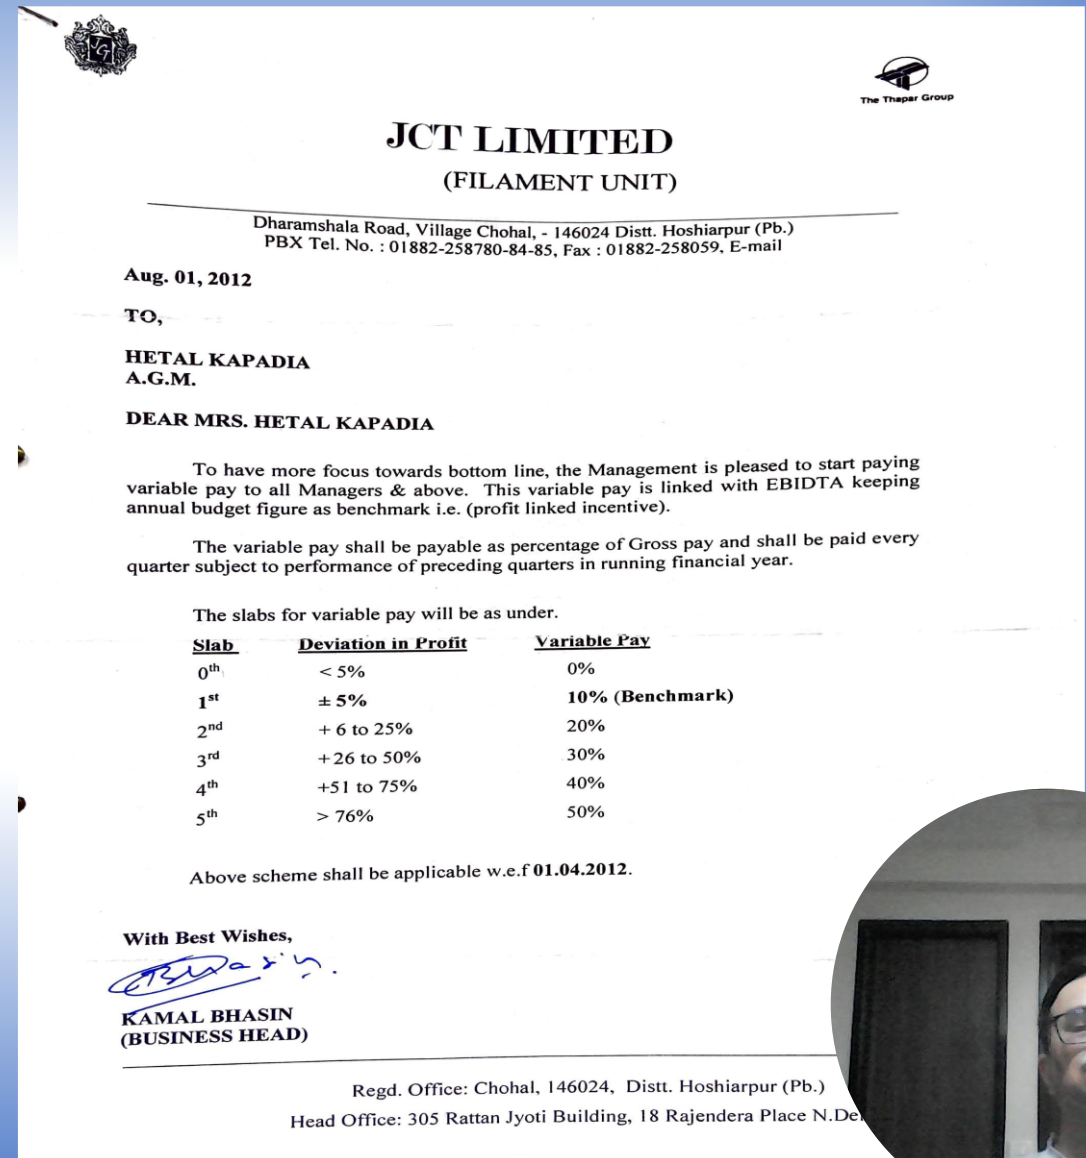 JG
The Thapar Group
JCT LIMITED
(FILAMENT UNIT)
Dharamshala Road, Village Chohal, - 146024 Distt. Hoshiarpur (Pb.)
PBX Tel. No. : 01882-258780-84-85, Fax : 01882-258059, E-mail
Aug. 01, 2012
TO,
HETAL KAPADIA
A.G.M.
DEAR MRS. HETAL KAPADIA
To have more focus towards bottom line, the Management is pleased to start paying
variable pay to all Managers & above. This variable pay is linked with EBIDTA keeping
annual budget figure as benchmark i.e. (profit linked incentive).
The variable pay shall be payable as percentage of Gross pay and shall be paid every
quarter subject to performance of preceding quarters in running financial year.
The slabs for variable pay will be as under.
Slab Deviation in Profit Variable Pay
0th < 5% 0%
1st ± 5% 10% (Benchmark)
2nd + 6 to 25% 20%
3rd +26 to 50% 30%
4th +51 to 75% 40%
5th > 76% 50%
Above scheme shall be applicable w.e.f 01.04.2012.
With Best Wishes,
KAMAL BHASIN
(BUSINESS HEAD)
Regd. Office: Chohal, 146024, Distt. Hoshiarpur (Pb.)
Head Office: 305 Rattan Jyoti Building, 18 Rajendera Place